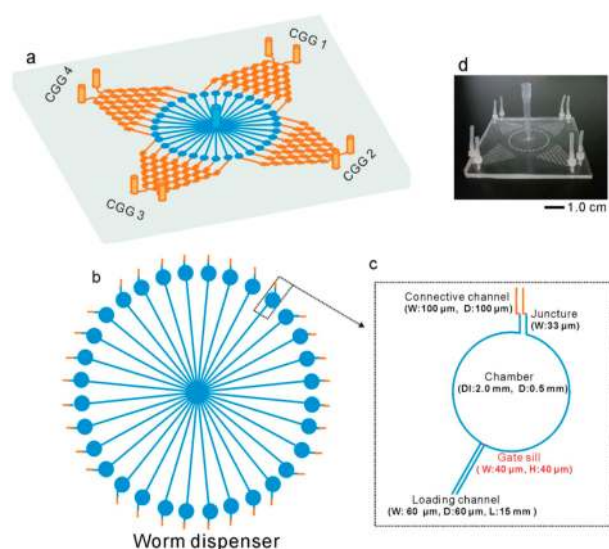 a
CGG 1
CGG 4
CGG 2
CGG 3
d
1.0 cm
b
Worm dispenser
c
Connective channel
(W:100 μm, D:100 μm)
Juncture
(W:33 μm)
Chamber
(DI:2.0 mm, D:0.5 mm)
Gate sill
( W:40 μm, H:40 μm)
Loading channel
(W: 60 μm, D:60 μm, L:15 mm )